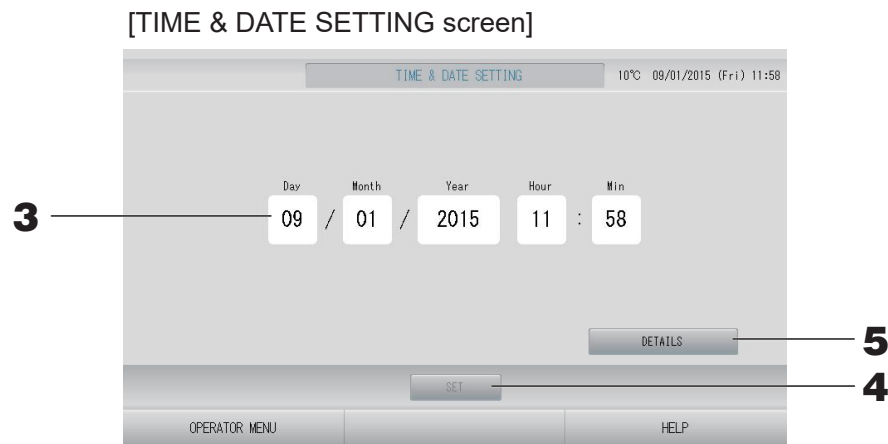 [TIME & DATE SETTING screen]
TIME & DATE SETTING 10°C 09/01/2015 (Fri) 11:58
Day Month Year Hour Min
3 09 / 01 / 2015 11 : 58
DETAILS 5
SET 4
OPERATOR MENU HELP